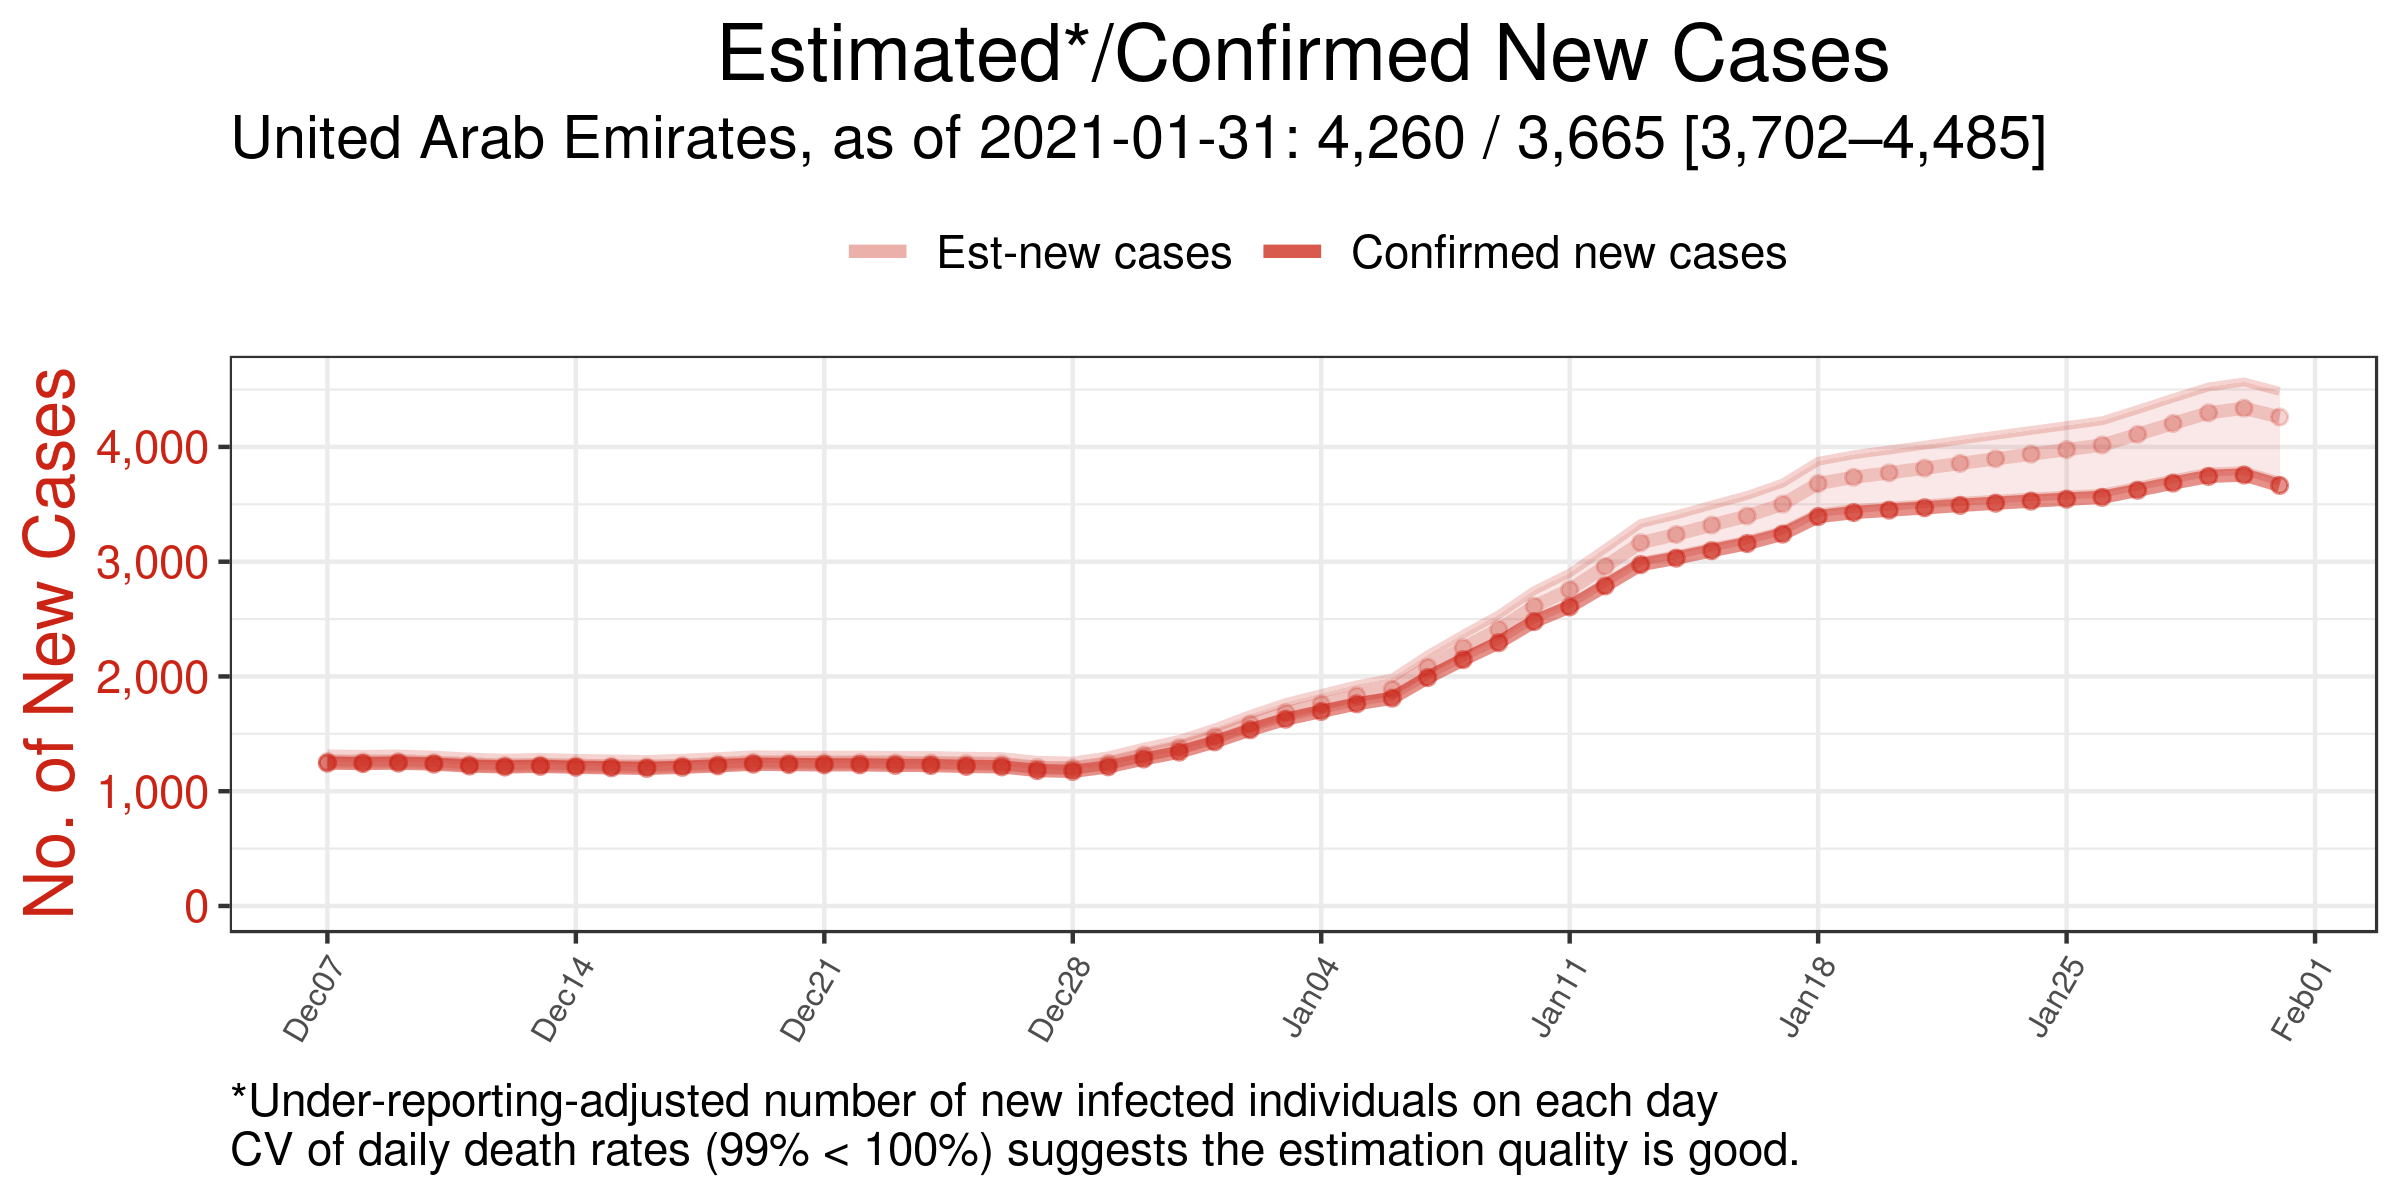 Estimated*/Confirmed New Cases
United Arab Emirates, as of 2021-01-31: 4,260 / 3,665 [3,702–4,485]
Est-new cases
Confirmed new cases
No. of New Cases
4,000
3,000
2,000
1,000
0
Dec07
Dec14
Dec21
Dec28
Jan04
Jan11
Jan18
Jan25
Feb01
*Under-reporting-adjusted number of new infected individuals on each day
CV of daily death rates (99% < 100%) suggests the estimation quality is good.